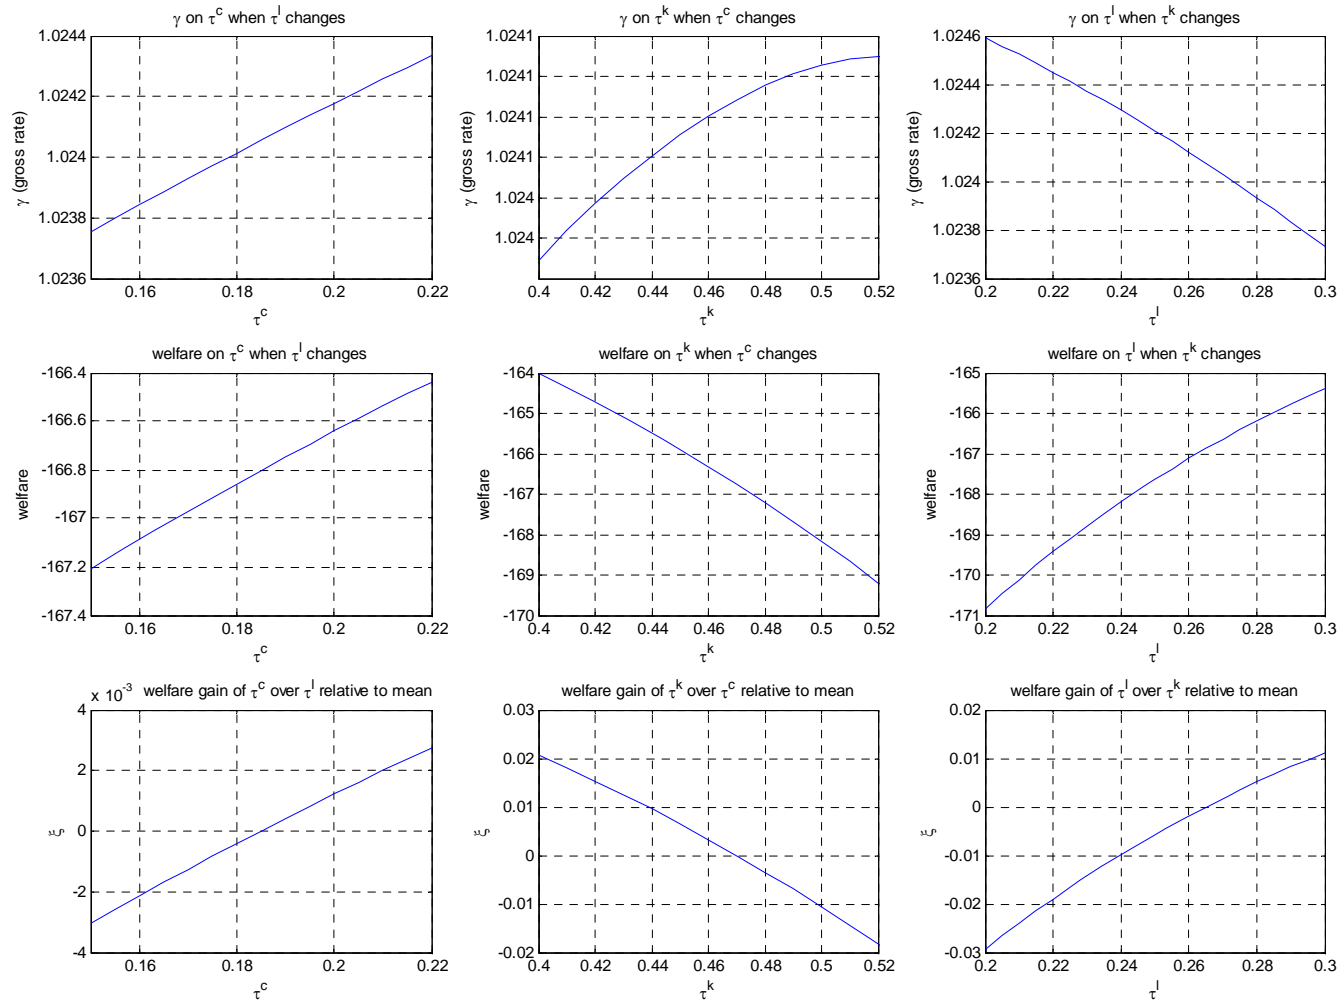 γ on τ^c when τ^l changes
γ on τ^k when τ^c changes
γ on τ^l when τ^k changes
γ (gross rate)
1.0244
1.0242
1.024
1.0238
1.0236
0.16 0.18 0.2 0.22
τ^c
γ (gross rate)
1.0241
1.0241
1.0241
1.0241
1.024
1.024
0.4 0.42 0.44 0.46 0.48 0.5 0.52
τ^k
γ (gross rate)
1.0246
1.0244
1.0242
1.024
1.0238
1.0236
0.2 0.22 0.24 0.26 0.28 0.3
τ^l
welfare on τ^c when τ^l changes
welfare on τ^k when τ^c changes
welfare on τ^l when τ^k changes
welfare
-166.4
-166.6
-166.8
-167
-167.2
-167.4
0.16 0.18 0.2 0.22
τ^c
welfare
-164
-165
-166
-167
-168
-169
-170
0.4 0.42 0.44 0.46 0.48 0.5 0.52
τ^k
welfare
-165
-166
-167
-168
-169
-170
-171
0.2 0.22 0.24 0.26 0.28 0.3
τ^l
x 10^-3 welfare gain of τ^c over τ^l relative to mean
welfare gain of τ^k over τ^c relative to mean
welfare gain of τ^l over τ^k relative to mean
ξ
4
2
0
-2
-4
0.16 0.18 0.2 0.22
τ^c
ξ
0.03
0.02
0.01
0
-0.01
-0.02
0.4 0.42 0.44 0.46 0.48 0.5 0.52
τ^k
ξ
0.02
0.01
0
-0.01
-0.02
-0.03
0.2 0.22 0.24 0.26 0.28 0.3
τ^l